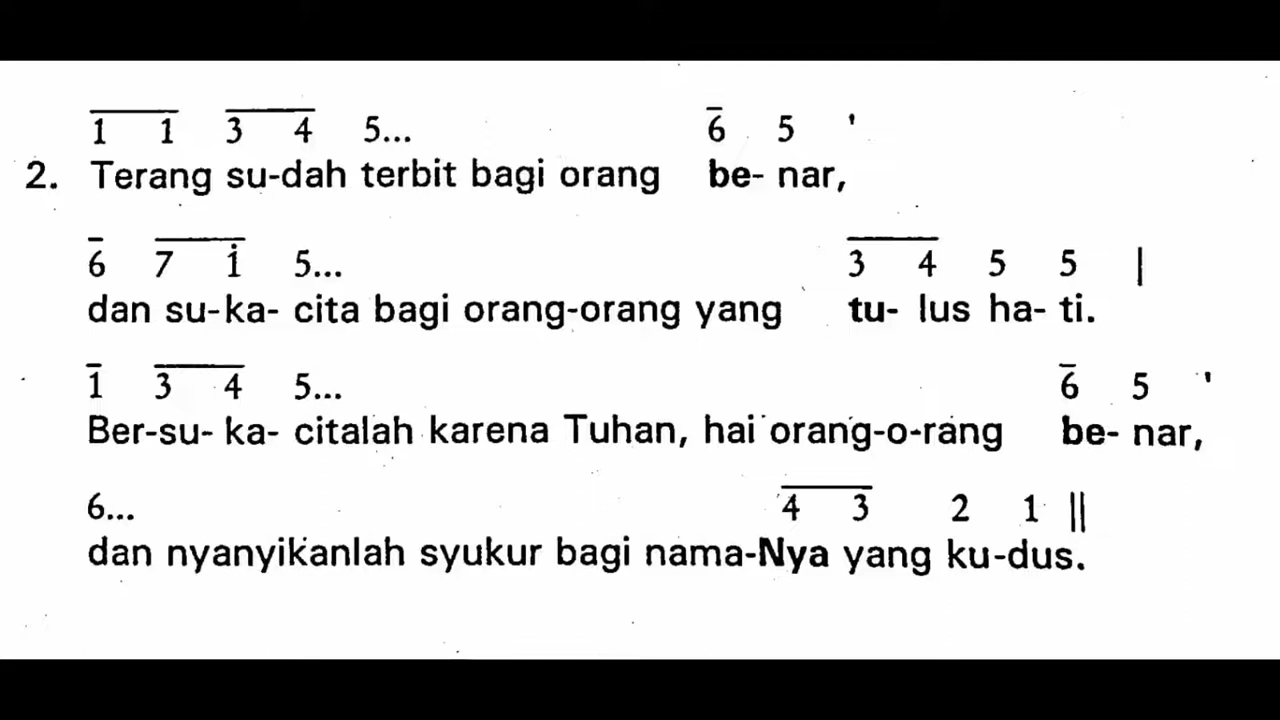 1 1 3 4 5... 6 5 '
2. Terang su-dah terbit bagi orang be- nar,
6 7 i 5... 3 4 5 5 |
dan su-ka- cita bagi orang-orang yang tu- lus ha- ti.
1 3 4 5... 6 5 '
Ber-su- ka- citalah karena Tuhan, hai orang-o-rang be- nar,
6... 4 3 2 1 ||
dan nyanyikanlah syukur bagi nama-Nya yang ku-dus.